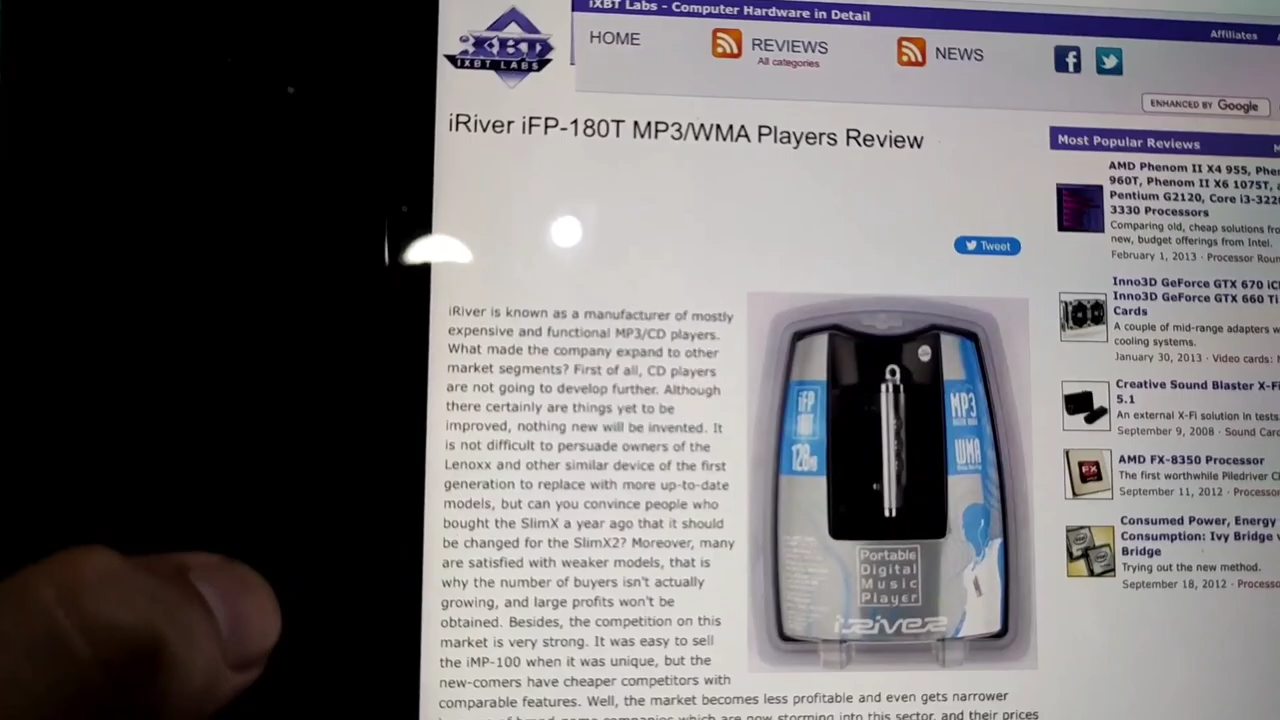 iXBT Labs - Computer Hardware in Detail
Affiliates
iXBT
IXBT LABS
HOME
REVIEWS
All categories
NEWS
ENHANCED BY Google
iRiver iFP-180T MP3/WMA Players Review
Tweet
iRiver is known as a manufacturer of mostly
expensive and functional MP3/CD players.
What made the company expand to other
market segments? First of all, CD players
are not going to develop further. Although
there certainly are things yet to be
improved, nothing new will be invented. It
is not difficult to persuade owners of the
Lenoxx and other similar device of the first
generation to replace with more up-to-date
models, but can you convince people who
bought the SlimX a year ago that it should
be changed for the SlimX2? Moreover, many
are satisfied with weaker models, that is
why the number of buyers isn't actually
growing, and large profits won't be
obtained. Besides, the competition on this
market is very strong. It was easy to sell
the iMP-100 when it was unique, but the
new-comers have cheaper competitors with
comparable features. Well, the market becomes less profitable and even gets narrower
companies which are now storming into this sector, and their prices
iFP
MP3
WMA
Portable
Digital
Music
Player
iRiver
Most Popular Reviews
AMD Phenom II X4 955,
960T, Phenom II X6 1075T,
Pentium G2120, Core
3330 Processors
Comparing old, cheap solutions
new, budget offerings from Intel.
February 1, 2013 · Processor
Inno3D GeForce GTX 670
Inno3D GeForce GTX 660
Cards
A couple of mid-range adapters
cooling systems.
January 30, 2013 · Video cards:
Creative Sound Blaster X-Fi
5.1
An external X-Fi solution in tests.
September 9, 2008 · Sound
AMD FX-8350 Processor
The first worthwhile Piledriver
September 11, 2012 ·
Consumed Power, Energy
Consumption: Ivy Bridge
Bridge
Trying out the new method.
September 18, 2012 ·